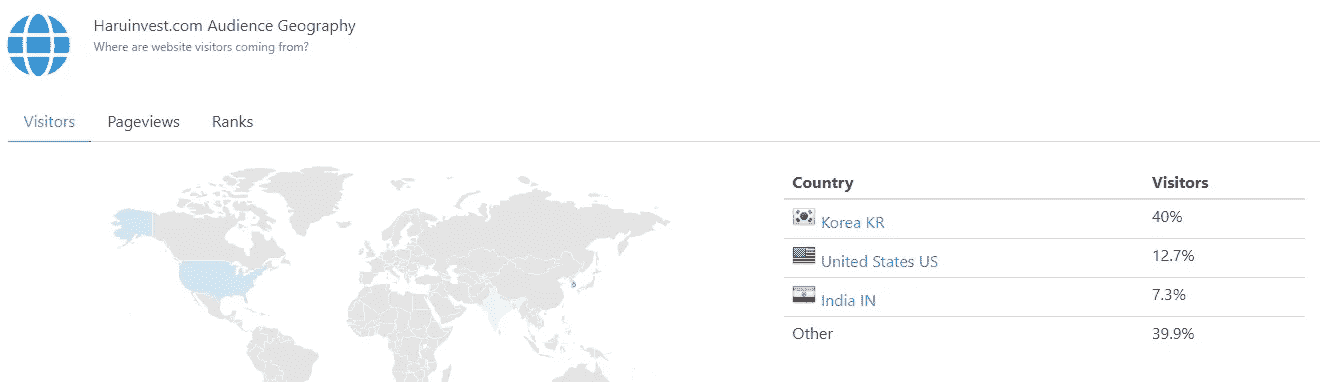 Haruinvest.com Audience Geography
Where are website visitors coming from?
Visitors Pageviews Ranks
Country Visitors
Korea KR 40%
United States US 12.7%
India IN 7.3%
Other 39.9%